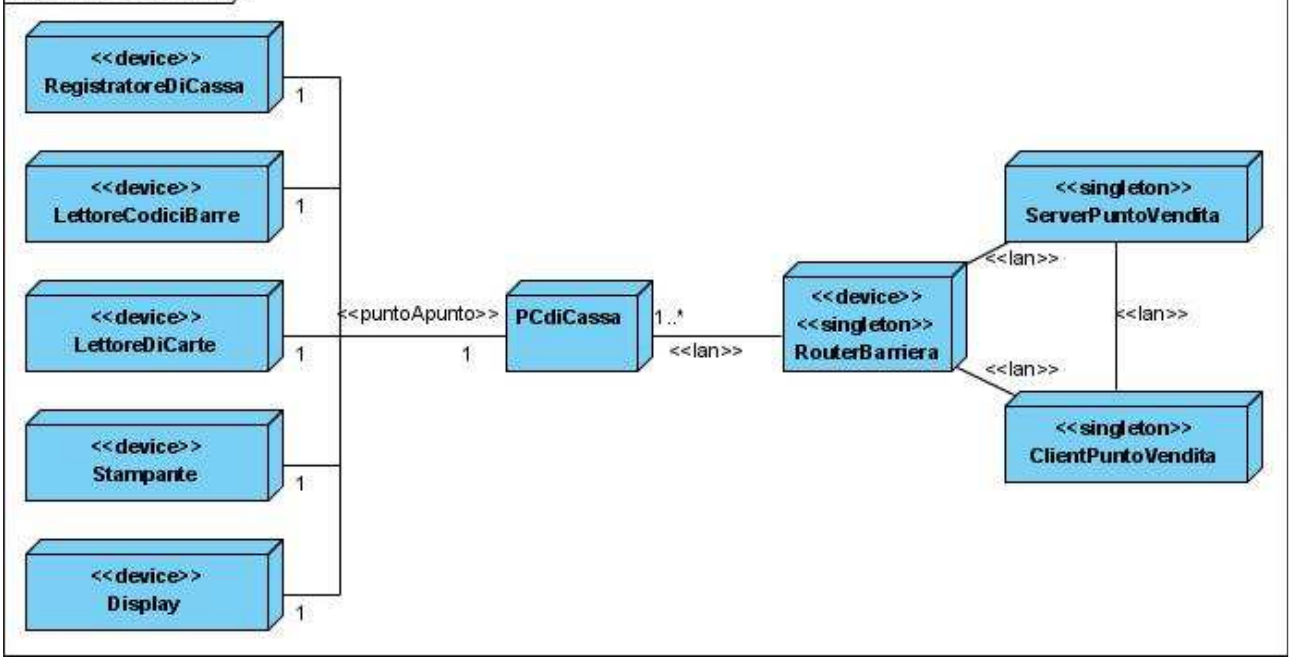 <<device>>
RegistratoreDiCassa
1
<<device>>
LettoreCodiciBarre
1
<<device>>
LettoreDiCarte
1
<<device>>
Stampante
1
<<device>>
Display
1
<<puntoApunto>>
1
PCdiCassa
1..*
<<lan>>
<<device>>
<<singleton>>
RouterBarriera
<<lan>>
<<lan>>
<<singleton>>
ServerPuntoVendita
<<lan>>
<<singleton>>
ClientPuntoVendita